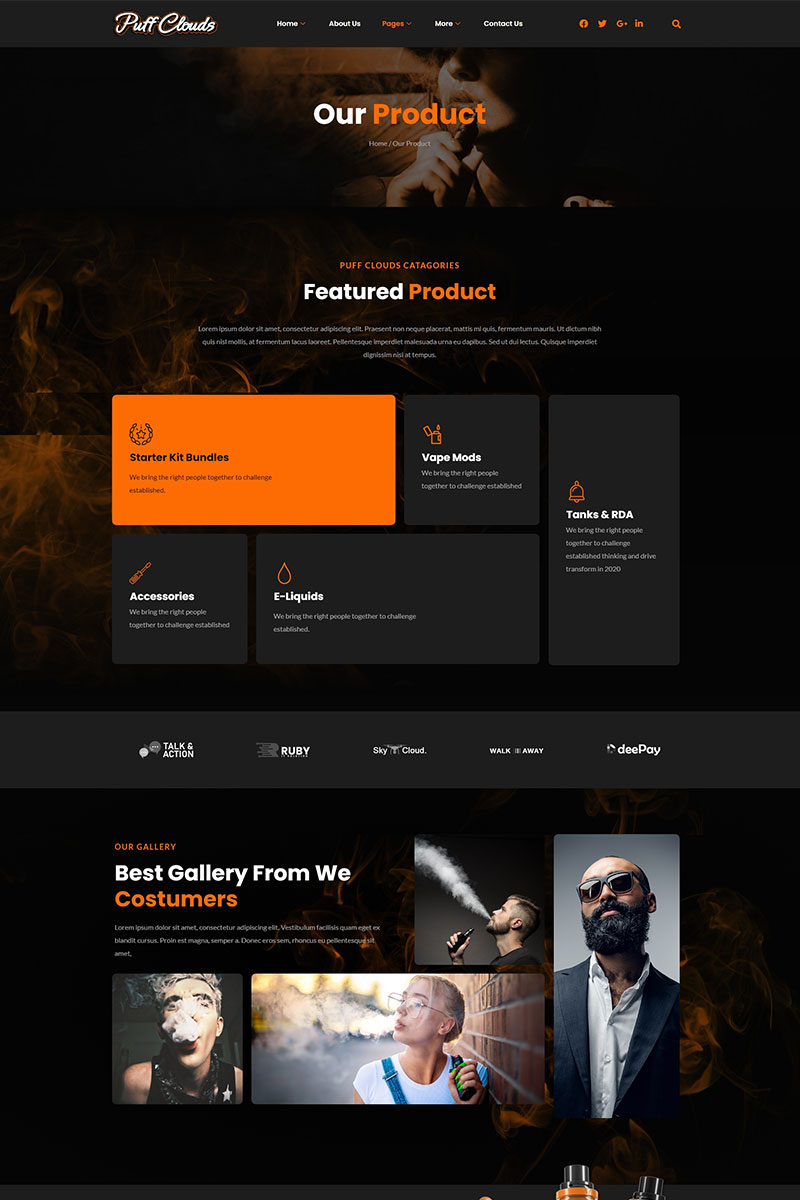 Puff Clouds
Home
About Us
Pages
More
Contact Us
Our Product
Home / Our Product
PUFF CLOUDS CATAGORIES
Featured Product
Lorem ipsum dolor sit amet, consectetur adipiscing elit. Praesent non neque placerat, mattis mi quis, fermentum mauris. Ut dictum nibh
quis nisl mollis, at fermentum lacus laoreet. Pellentesque imperdiet malesuada urna eu dapibus. Sed ut dui lectus. Quisque imperdiet
dignissim nisl at tempus.
Starter Kit Bundles
We bring the right people together to challenge
established.
Vape Mods
We bring the right people
together to challenge established
Tanks & RDA
We bring the right people
together to challenge
established thinking and drive
transform in 2020
Accessories
We bring the right people
together to challenge established
E-Liquids
We bring the right people together to challenge
established.
TALK &
ACTION
RUBY
Sky Cloud.
WALK AWAY
deePay
OUR GALLERY
Best Gallery From We
Costumers
Lorem ipsum dolor sit amet, consectetur adipiscing elit. Vestibulum facilisis quam eget ex
blandit cursus. Proin est magna, semper a. Donec eros sem, rhoncus eu pellentesque sit
amet,